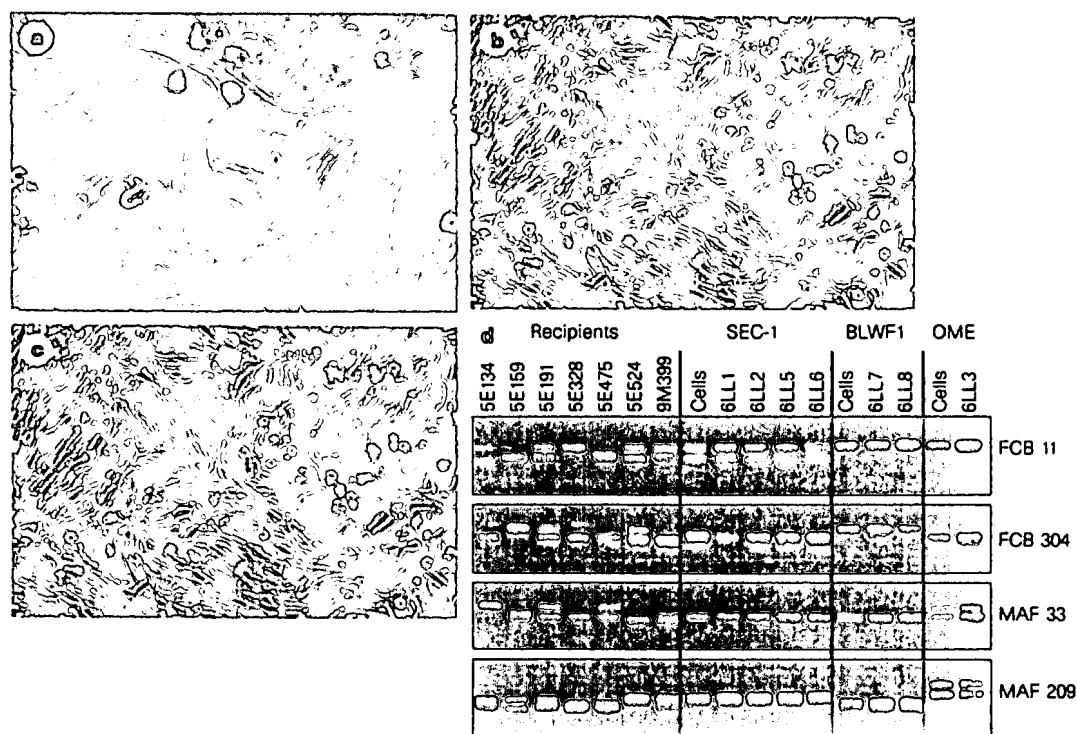 a
b
c
d
Recipients SEC-1 BLWF1 OME
5E134 5E159 5E191 5E328 5E475 5E524 9M399 Cells 6LL1 6LL2 6LL5 6LL6 Cells 6LL7 6LL8 Cells 6LL3
FCB 11
FCB 304
MAF 33
MAF 209